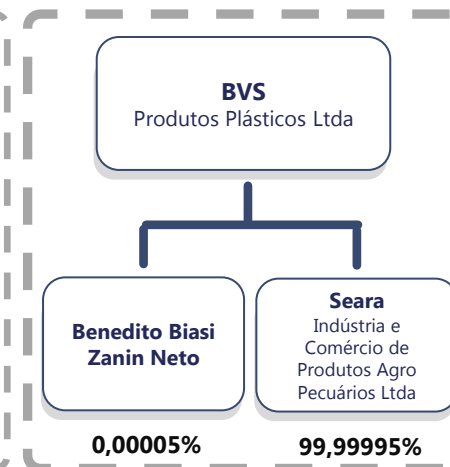 BVS
Produtos Plásticos Ltda
Benedito Biasi
Zanin Neto
Seara
Indústria e
Comércio de
Produtos Agro
Pecuários Ltda
0,00005%
99,99995%